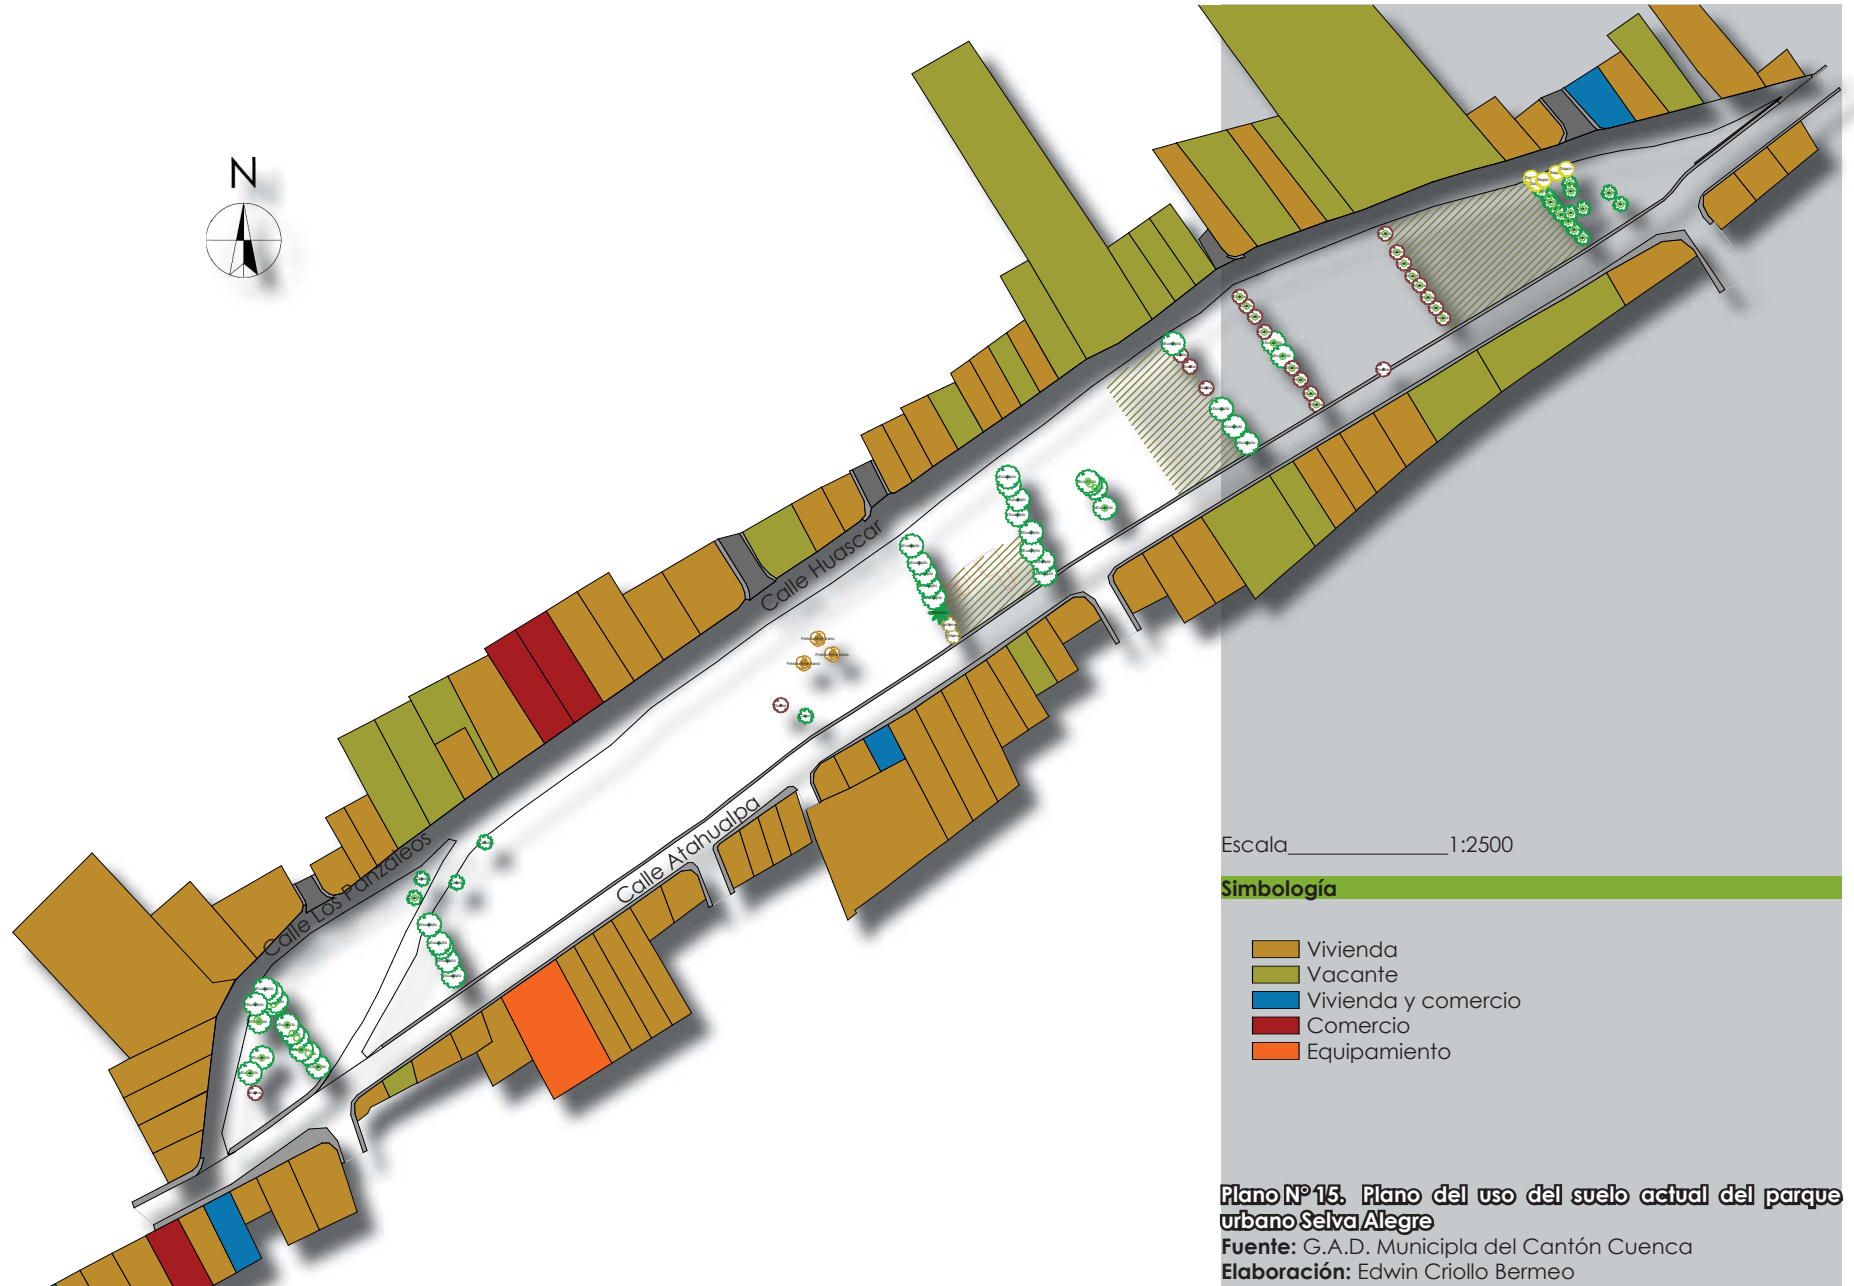 N
Calle Huascar
Calle Atahualpa
Calle Los Panzaleos
Escala______________1:2500
Simbología
Vivienda
Vacante
Vivienda y comercio
Comercio
Equipamiento
Plano N° 15. Plano del uso del suelo actual del parque
urbano Selva Alegre
Fuente: G.A.D. Municipla del Cantón Cuenca
Elaboración: Edwin Criollo Bermeo